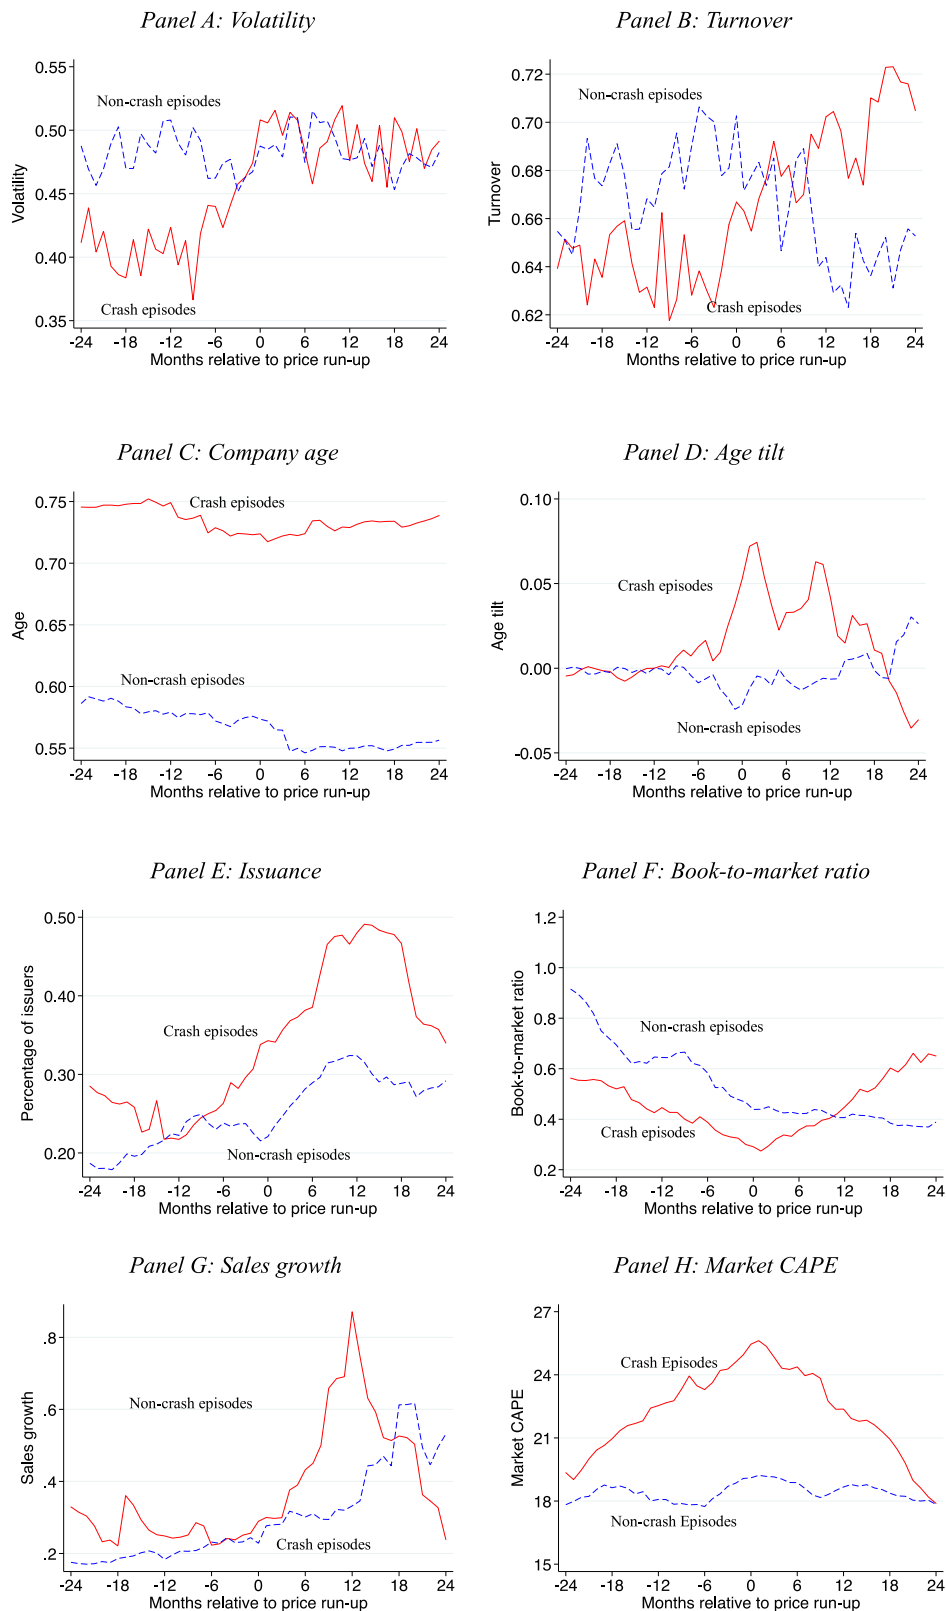 Panel A: Volatility
0.55
0.50
0.45
0.40
0.35
Volatility
Non-crash episodes
Crash episodes
-24 -18 -12 -6 0 6 12 18 24
Months relative to price run-up
Panel B: Turnover
0.72
0.70
0.68
0.66
0.64
0.62
Turnover
Non-crash episodes
Crash episodes
-24 -18 -12 -6 0 6 12 18 24
Months relative to price run-up
Panel C: Company age
0.75
0.70
0.65
0.60
0.55
Age
Crash episodes
Non-crash episodes
-24 -18 -12 -6 0 6 12 18 24
Months relative to price run-up
Panel D: Age tilt
0.10
0.05
0.00
-0.05
Age tilt
Crash episodes
Non-crash episodes
-24 -18 -12 -6 0 6 12 18 24
Months relative to price run-up
Panel E: Issuance
0.50
0.40
0.30
0.20
Percentage of issuers
Crash episodes
Non-crash episodes
-24 -18 -12 -6 0 6 12 18 24
Months relative to price run-up
Panel F: Book-to-market ratio
1.2
1.0
0.8
0.6
0.4
0.2
Book-to-market ratio
Non-crash episodes
Crash episodes
-24 -18 -12 -6 0 6 12 18 24
Months relative to price run-up
Panel G: Sales growth
.8
.6
.4
.2
Sales growth
Non-crash episodes
Crash episodes
-24 -18 -12 -6 0 6 12 18 24
Months relative to price run-up
Panel H: Market CAPE
27
24
21
18
15
Market CAPE
Crash Episodes
Non-crash Episodes
-24 -18 -12 -6 0 6 12 18 24
Months relative to price run-up